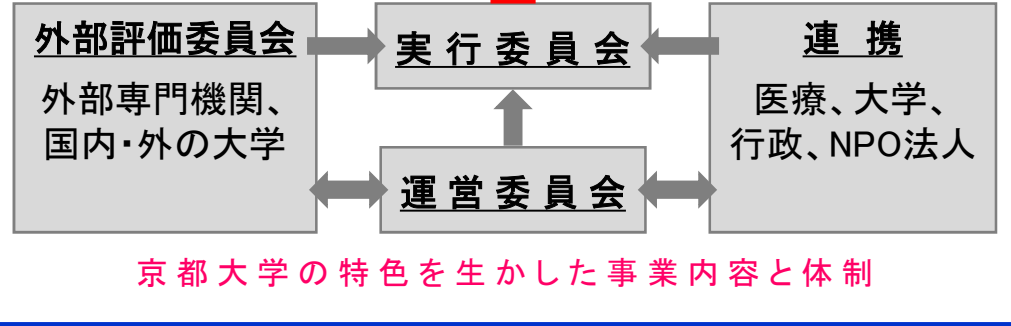 外部評価委員会
外部専門機関、
国内・外の大学
実行委員会
運営委員会
連 携
医療、大学、
行政、NPO法人
京都大学の特色を生かした事業内容と体制